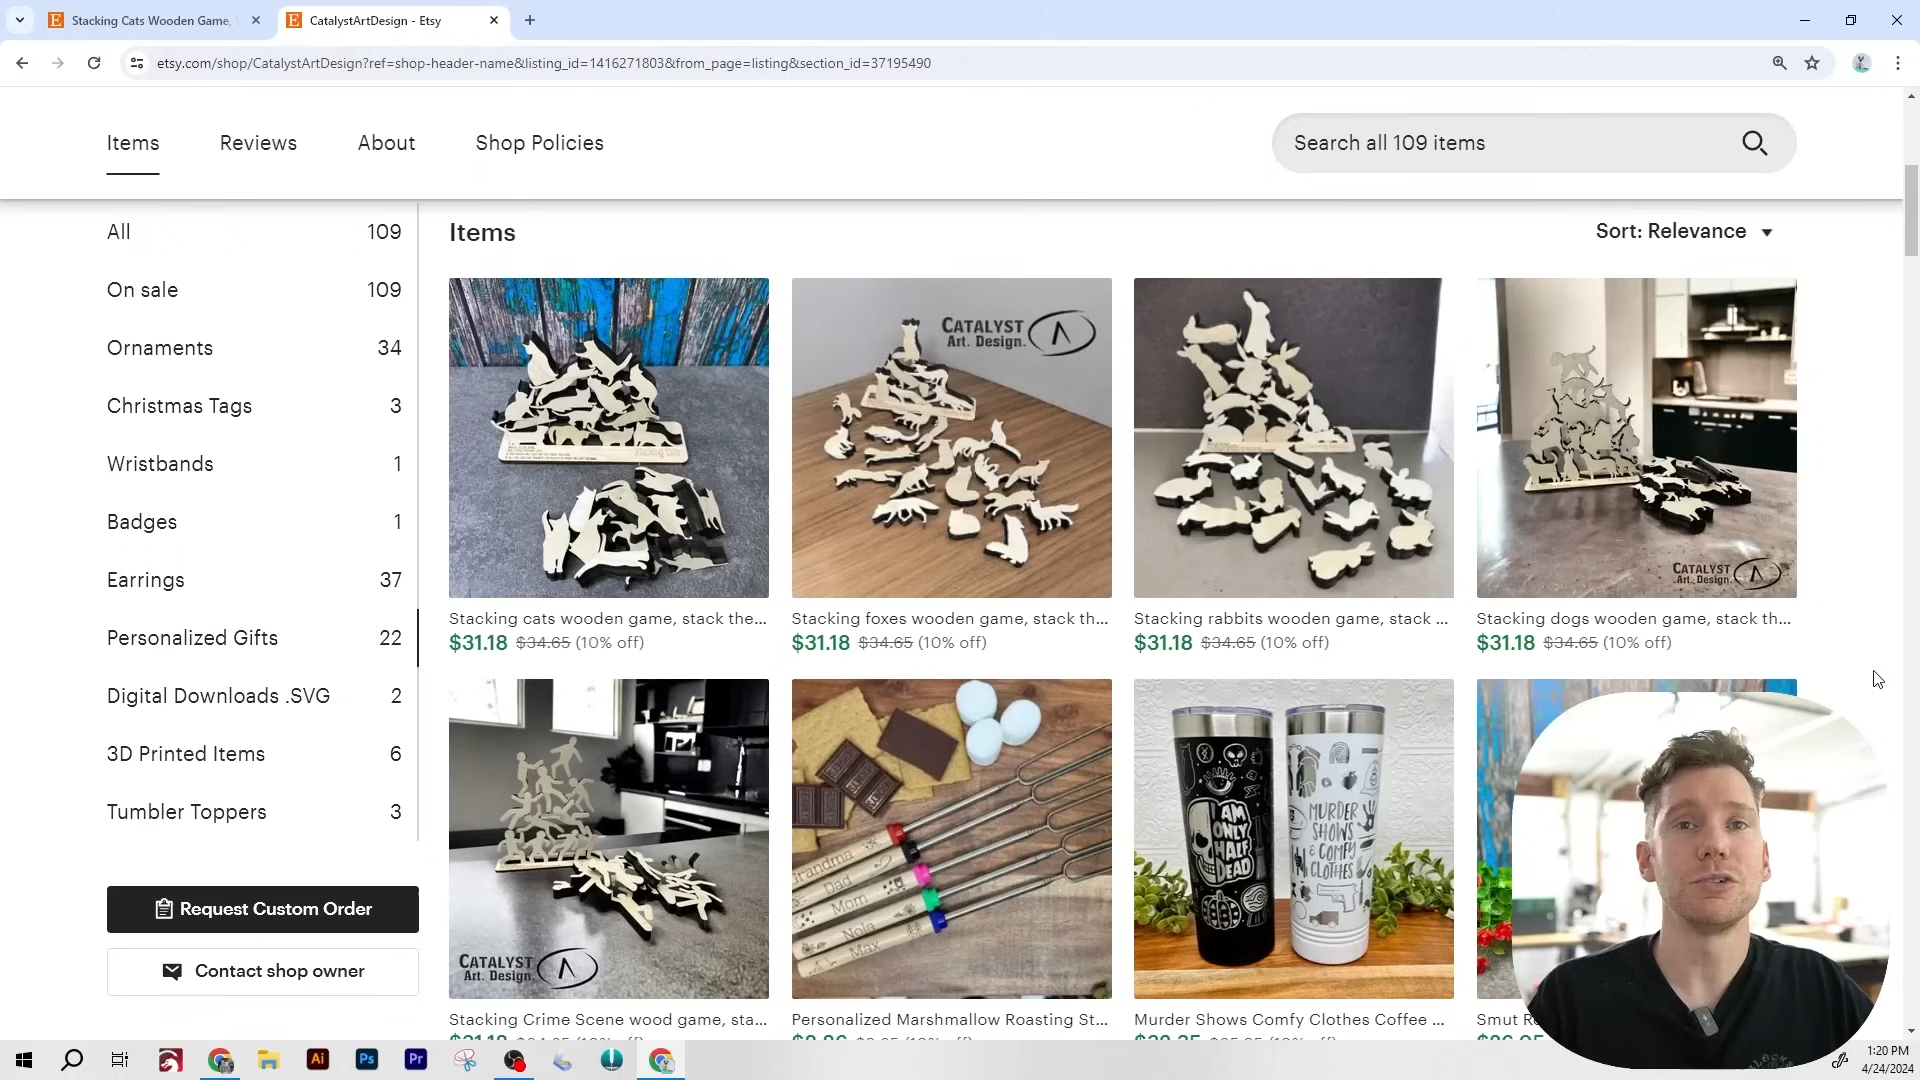 Stacking Cats Wooden Game,
CatalystArtDesign - Etsy
etsy.com/shop/CatalystArtDesign?ref=shop-header-name&listing_id=1416271803&from_page=listing&section_id=37195490
Items
Reviews
About
Shop Policies
Search all 109 items
All 109
On sale 109
Ornaments 34
Christmas Tags 3
Wristbands 1
Badges 1
Earrings 37
Personalized Gifts 22
Digital Downloads .SVG 2
3D Printed Items 6
Tumbler Toppers 3
Request Custom Order
Contact shop owner
Items
Sort: Relevance
Stacking Cats
CATALYST
Art. Design.
CATALYST
Art. Design.
Stacking cats wooden game, stack the...
$31.18 $34.65 (10% off)
Stacking foxes wooden game, stack th...
$31.18 $34.65 (10% off)
Stacking rabbits wooden game, stack ...
$31.18 $34.65 (10% off)
Stacking dogs wooden game, stack th...
$31.18 $34.65 (10% off)
CATALYST
Art. Design.
Grandma
Dad
Mom
Nola
Max
I AM
ONLY
HALF
DEAD
MURDER
SHOWS
& COMFY
CLOTHES
Stacking Crime Scene wood game, sta...
Personalized Marshmallow Roasting St...
Murder Shows Comfy Clothes Coffee ...
Ai
Ps
Pr
1:20 PM
4/24/2024